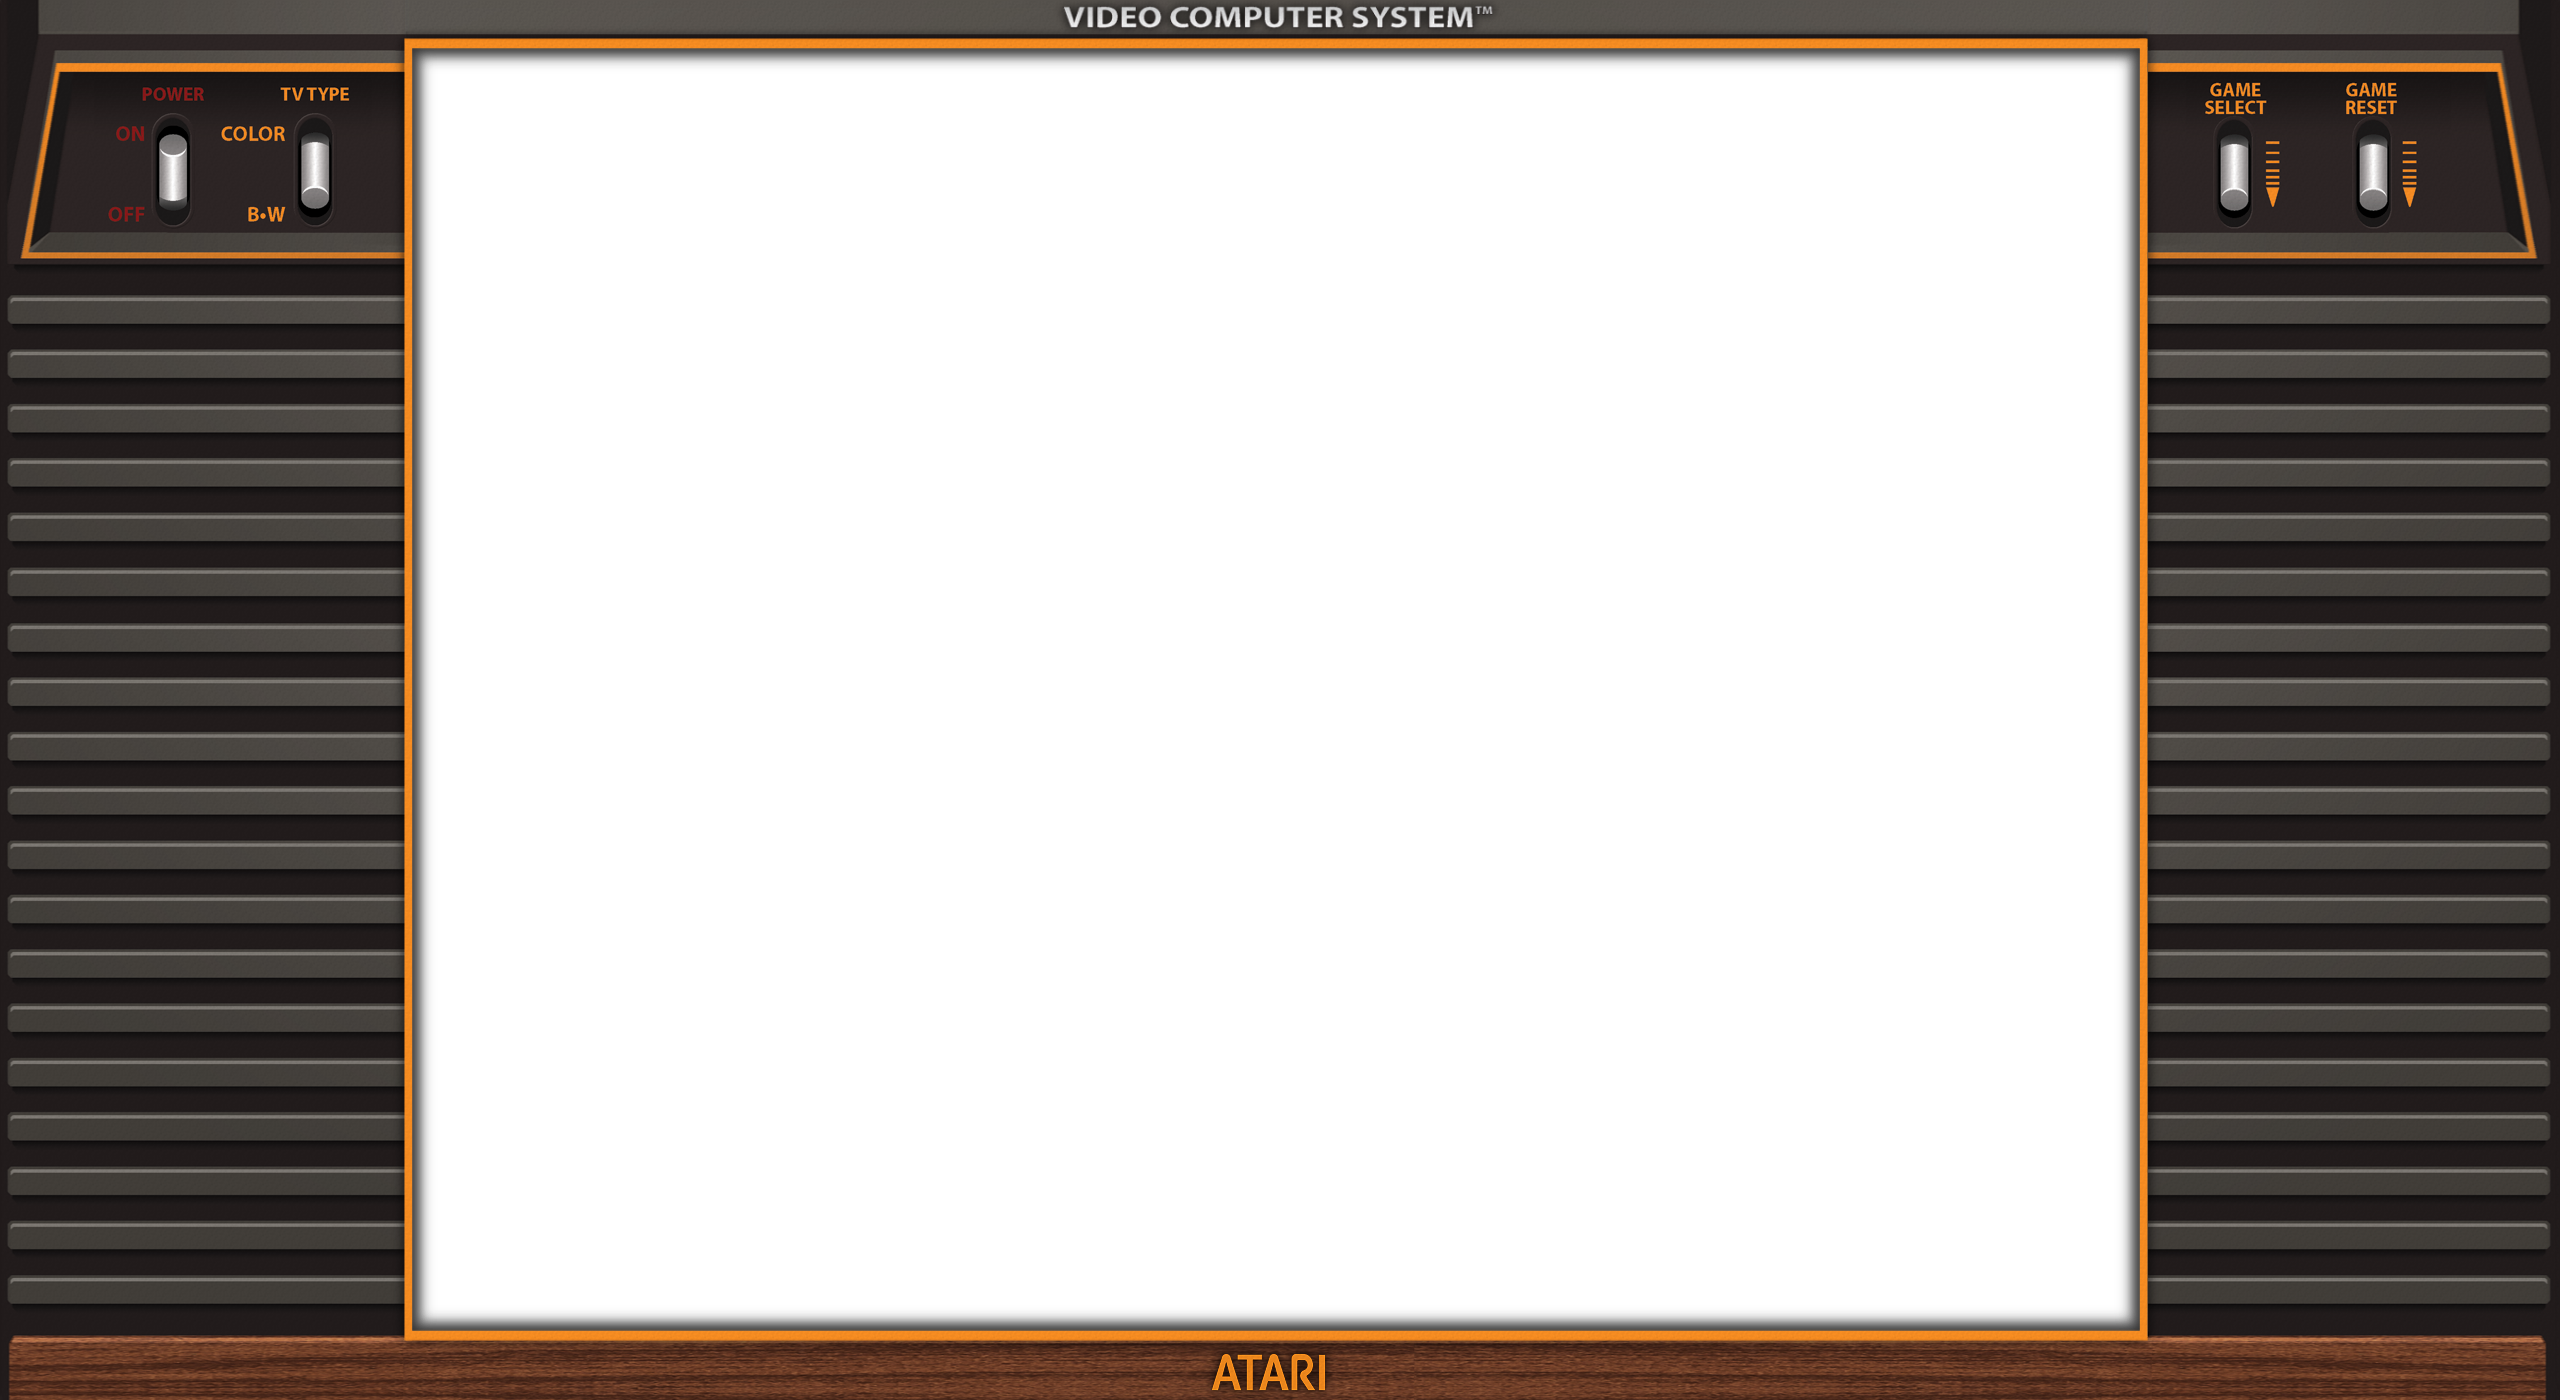 VIDEO COMPUTER SYSTEM™
POWER
ON
OFF
TV TYPE
COLOR
B•W
GAME
SELECT
GAME
RESET
ATARI